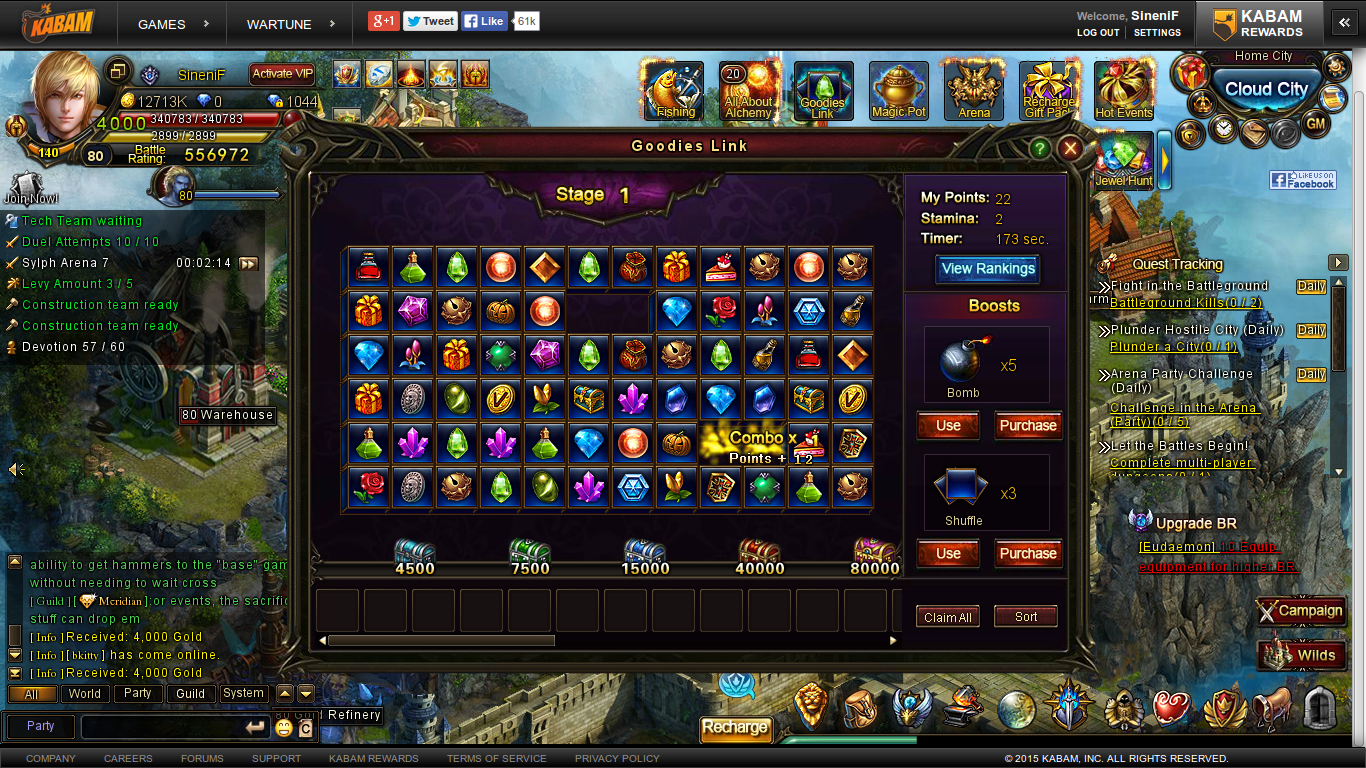 KABAM
GAMES
WARTUNE
g+1
Tweet
Like
61k
Welcome, SineniF
LOG OUT
SETTINGS
KABAM
REWARDS
SineniF
Activate VIP
12713K
0
1044
4000
340783 / 340783
2899 / 2899
140
80
Battle
Rating:
556972
80
Join Now!
Fishing
20
All About
Alchemy
Goodies
Link
Magic Pot
Arena
Recharge
Gift Pack
Hot Events
Jewel Hunt
Home City
Cloud City
GM
LIKE US ON
Facebook
Tech Team waiting
Duel Attempts 10 / 10
Sylph Arena 7
00:02:14
Levy Amount 3 / 5
Construction team ready
Construction team ready
Devotion 57 / 60
80 Warehouse
Goodies Link
?
Stage 1
My Points: 22
Stamina: 2
Timer: 173 sec.
View Rankings
Boosts
Bomb
x5
Use
Purchase
Shuffle
x3
Use
Purchase
Combo x 1
Points + 12
4500
7500
15000
40000
80000
Claim All
Sort
Quest Tracking
Fight in the Battleground
Daily
Battleground Kills(0 / 2)
Plunder Hostile City (Daily)
Daily
Plunder a City(0 / 1)
Arena Party Challenge
(Daily)
Daily
Challenge in the Arena
(Party)(0 / 5)
Let the Battles Begin!
Complete multi-player
Upgrade BR
[Eudaemon]
equipment for higher BR.
Campaign
Wilds
ability to get hammers to the "base" gam
without needing to wait cross
[ Guild ] [ Meridian ]:or events, the sacrific
stuff can drop em
[ Info ] Received: 4,000 Gold
[ Info ] [ bkitty ] has come online.
[ Info ] Received: 4,000 Gold
All
World
Party
Guild
System
Party
Refinery
Recharge
COMPANY
CAREERS
FORUMS
SUPPORT
KABAM REWARDS
TERMS OF SERVICE
PRIVACY POLICY
© 2015 KABAM, INC. ALL RIGHTS RESERVED.